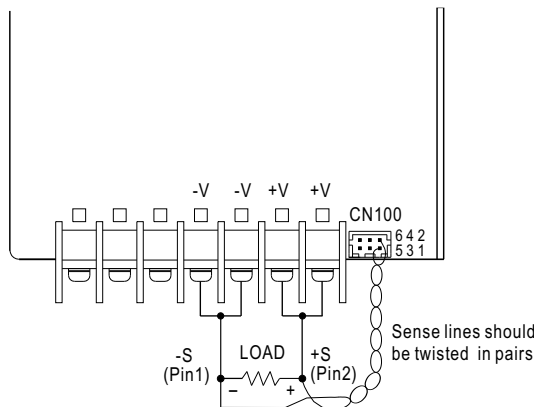 -V -V +V +V
CN100
6 4 2
5 3 1
-S LOAD +S
(Pin1) (Pin2)
− +
Sense lines should
be twisted in pairs